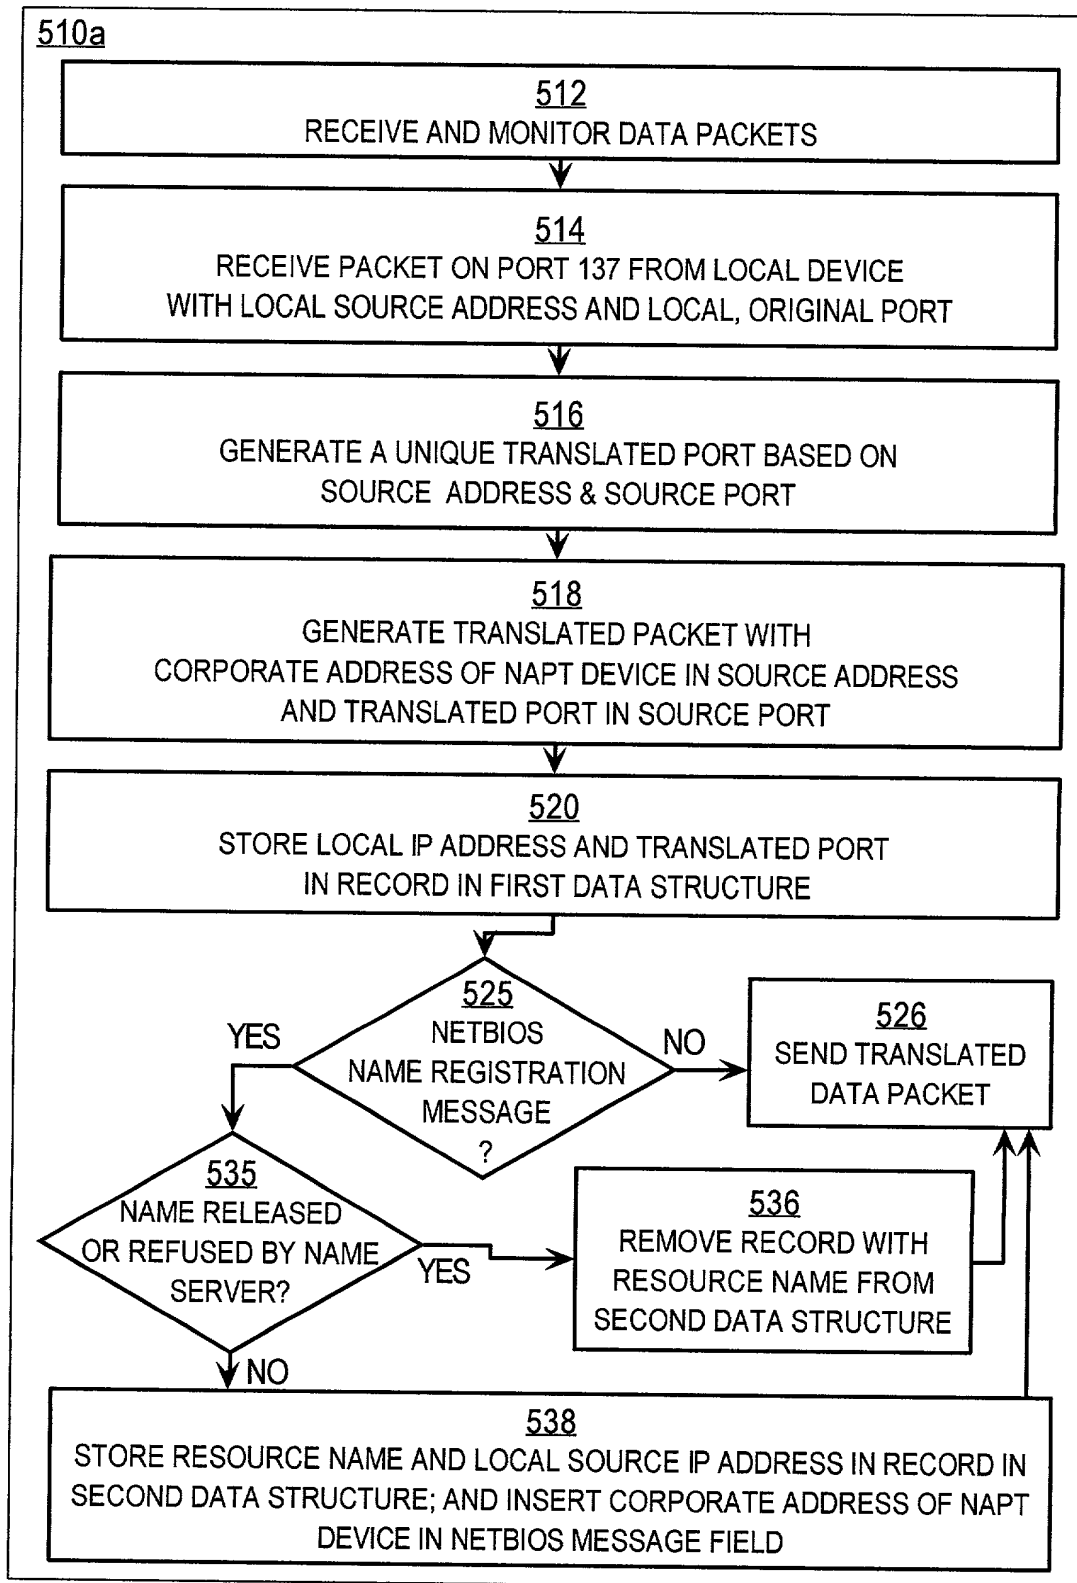 510a
512
RECEIVE AND MONITOR DATA PACKETS
514
RECEIVE PACKET ON PORT 137 FROM LOCAL DEVICE
WITH LOCAL SOURCE ADDRESS AND LOCAL, ORIGINAL PORT
516
GENERATE A UNIQUE TRANSLATED PORT BASED ON
SOURCE ADDRESS & SOURCE PORT
518
GENERATE TRANSLATED PACKET WITH
CORPORATE ADDRESS OF NAPT DEVICE IN SOURCE ADDRESS
AND TRANSLATED PORT IN SOURCE PORT
520
STORE LOCAL IP ADDRESS AND TRANSLATED PORT
IN RECORD IN FIRST DATA STRUCTURE
525
NETBIOS
NAME REGISTRATION
MESSAGE
?
YES
NO
526
SEND TRANSLATED
DATA PACKET
535
NAME RELEASED
OR REFUSED BY NAME
SERVER?
YES
536
REMOVE RECORD WITH
RESOURCE NAME FROM
SECOND DATA STRUCTURE
NO
538
STORE RESOURCE NAME AND LOCAL SOURCE IP ADDRESS IN RECORD IN
SECOND DATA STRUCTURE; AND INSERT CORPORATE ADDRESS OF NAPT
DEVICE IN NETBIOS MESSAGE FIELD